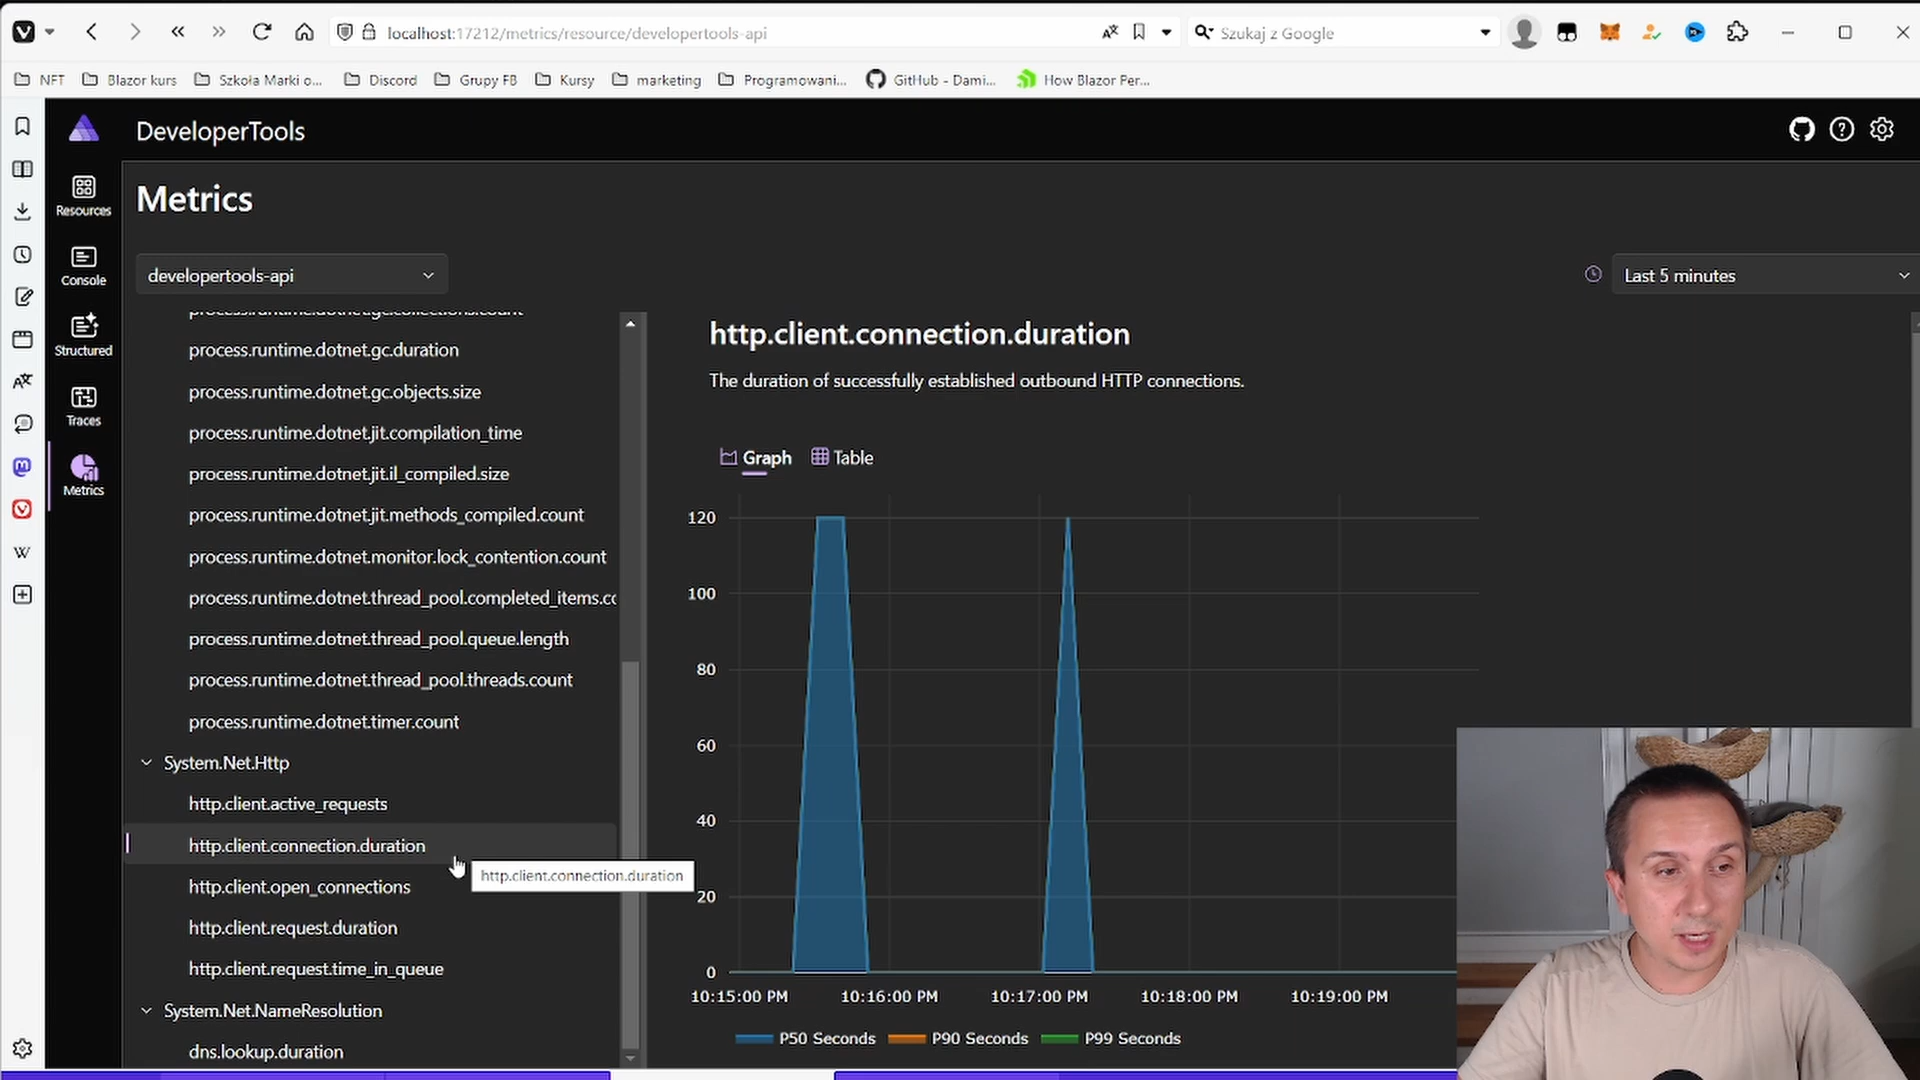 localhost:17212/metrics/resource/developertools-api
Szukaj z Google
NFT
Blazor kurs
Szkoła Marki o...
Discord
Grupy FB
Kursy
marketing
Programowani...
GitHub - Dami...
How Blazor Per...
DeveloperTools
Resources
Console
Structured
Traces
Metrics
Metrics
developertools-api
Last 5 minutes
process.runtime.dotnet.gc.collections.count
process.runtime.dotnet.gc.duration
process.runtime.dotnet.gc.objects.size
process.runtime.dotnet.jit.compilation_time
process.runtime.dotnet.jit.il_compiled.size
process.runtime.dotnet.jit.methods_compiled.count
process.runtime.dotnet.monitor.lock_contention.count
process.runtime.dotnet.thread_pool.completed_items.co
process.runtime.dotnet.thread_pool.queue.length
process.runtime.dotnet.thread_pool.threads.count
process.runtime.dotnet.timer.count
System.Net.Http
http.client.active_requests
http.client.connection.duration
http.client.connection.duration
http.client.open_connections
http.client.request.duration
http.client.request.time_in_queue
System.Net.NameResolution
dns.lookup.duration
http.client.connection.duration
The duration of successfully established outbound HTTP connections.
Graph
Table
120
100
80
60
40
20
0
10:15:00 PM
10:16:00 PM
10:17:00 PM
10:18:00 PM
10:19:00 PM
P50 Seconds
P90 Seconds
P99 Seconds